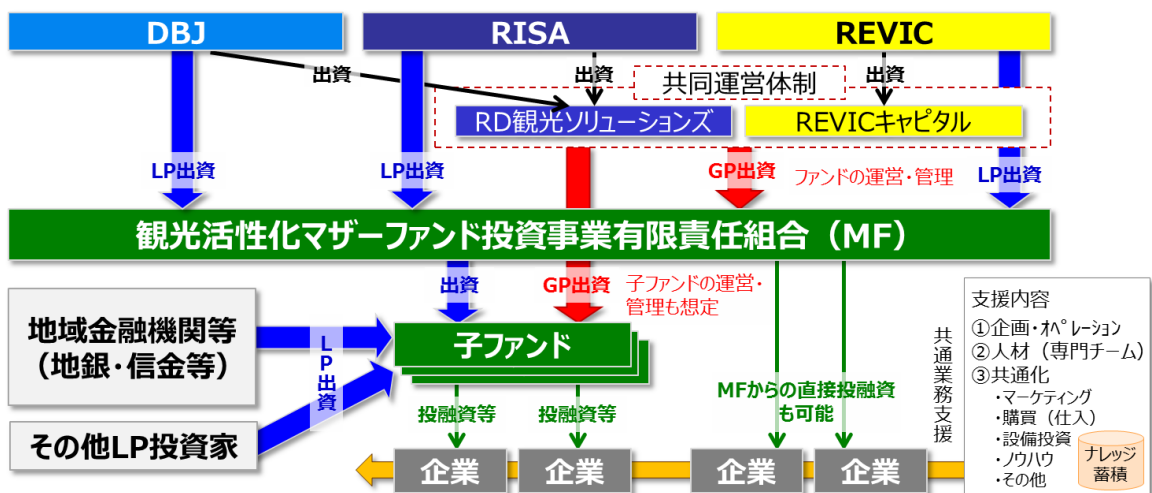 DBJ
RISA
REVIC
出資
出資
出資
共同運営体制
RD観光ソリューションズ
REVICキャピタル
LP出資
LP出資
GP出資
ファンドの運営・管理
LP出資
観光活性化マザーファンド投資事業有限責任組合（MF）
出資
GP出資
子ファンドの運営・
管理も想定
地域金融機関等
（地銀・信金等）
LP出資
子ファンド
その他LP投資家
投融資等
投融資等
MFからの直接投融資
も可能
共通業務支援
支援内容
①企画・ｵﾍﾟﾚｰｼｮﾝ
②人材（専門チーム）
③共通化
・マーケティング
・購買（仕入）
・設備投資
・ノウハウ
・その他
ナレッジ
蓄積
企業
企業
企業
企業